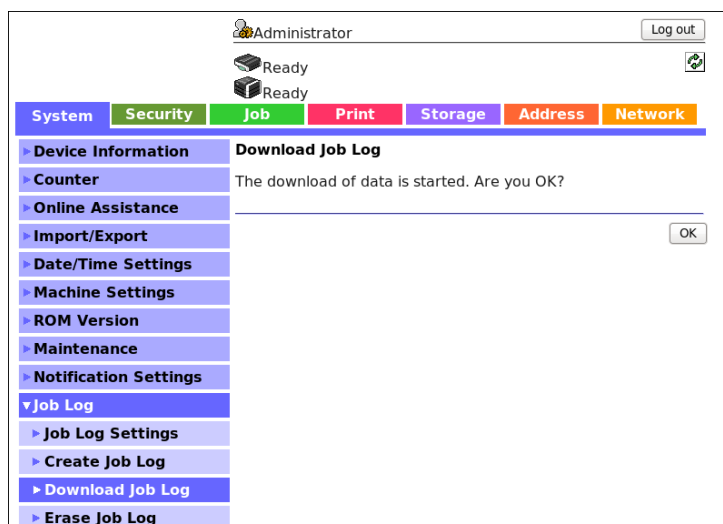 Administrator
Log out
Ready
Ready
System
Security
Job
Print
Storage
Address
Network
Device Information
Counter
Online Assistance
Import/Export
Date/Time Settings
Machine Settings
ROM Version
Maintenance
Notification Settings
Job Log
Job Log Settings
Create Job Log
Download Job Log
Erase Job Log
Download Job Log
The download of data is started. Are you OK?
OK